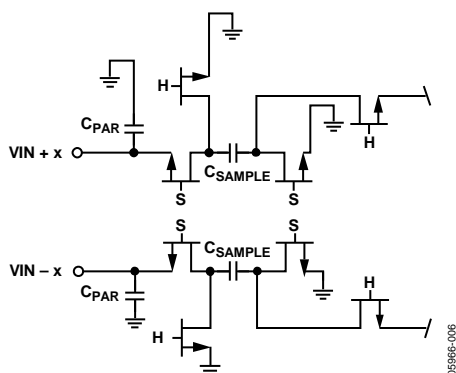 H
C_PAR
VIN + x
H
C_SAMPLE
S
S
S
S
C_SAMPLE
VIN – x
C_PAR
H
H
05966-006